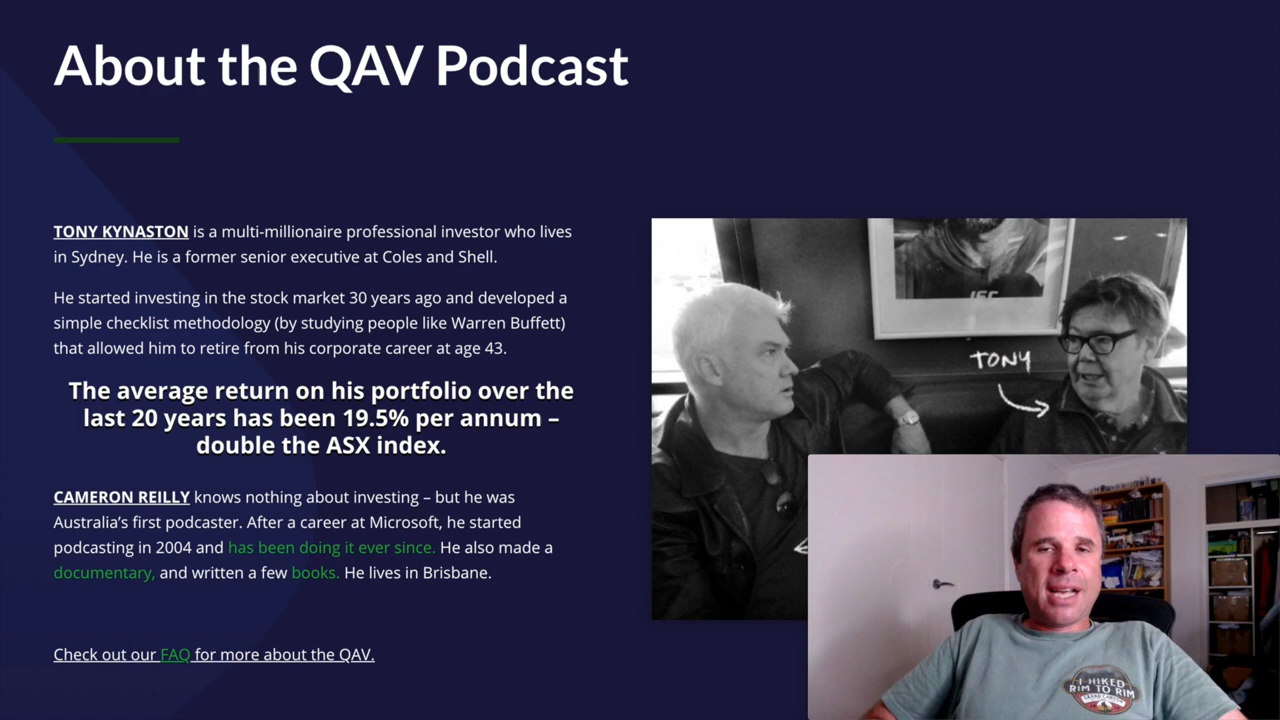 About the QAV Podcast
TONY KYNASTON is a multi-millionaire professional investor who lives
in Sydney. He is a former senior executive at Coles and Shell.
He started investing in the stock market 30 years ago and developed a
simple checklist methodology (by studying people like Warren Buffett)
that allowed him to retire from his corporate career at age 43.
The average return on his portfolio over the
last 20 years has been 19.5% per annum –
double the ASX index.
CAMERON REILLY knows nothing about investing – but he was
Australia's first podcaster. After a career at Microsoft, he started
podcasting in 2004 and has been doing it ever since. He also made a
documentary, and written a few books. He lives in Brisbane.
Check out our FAQ for more about the QAV.
TONY
I HIKED
RIM TO RIM
GRAND CANYON